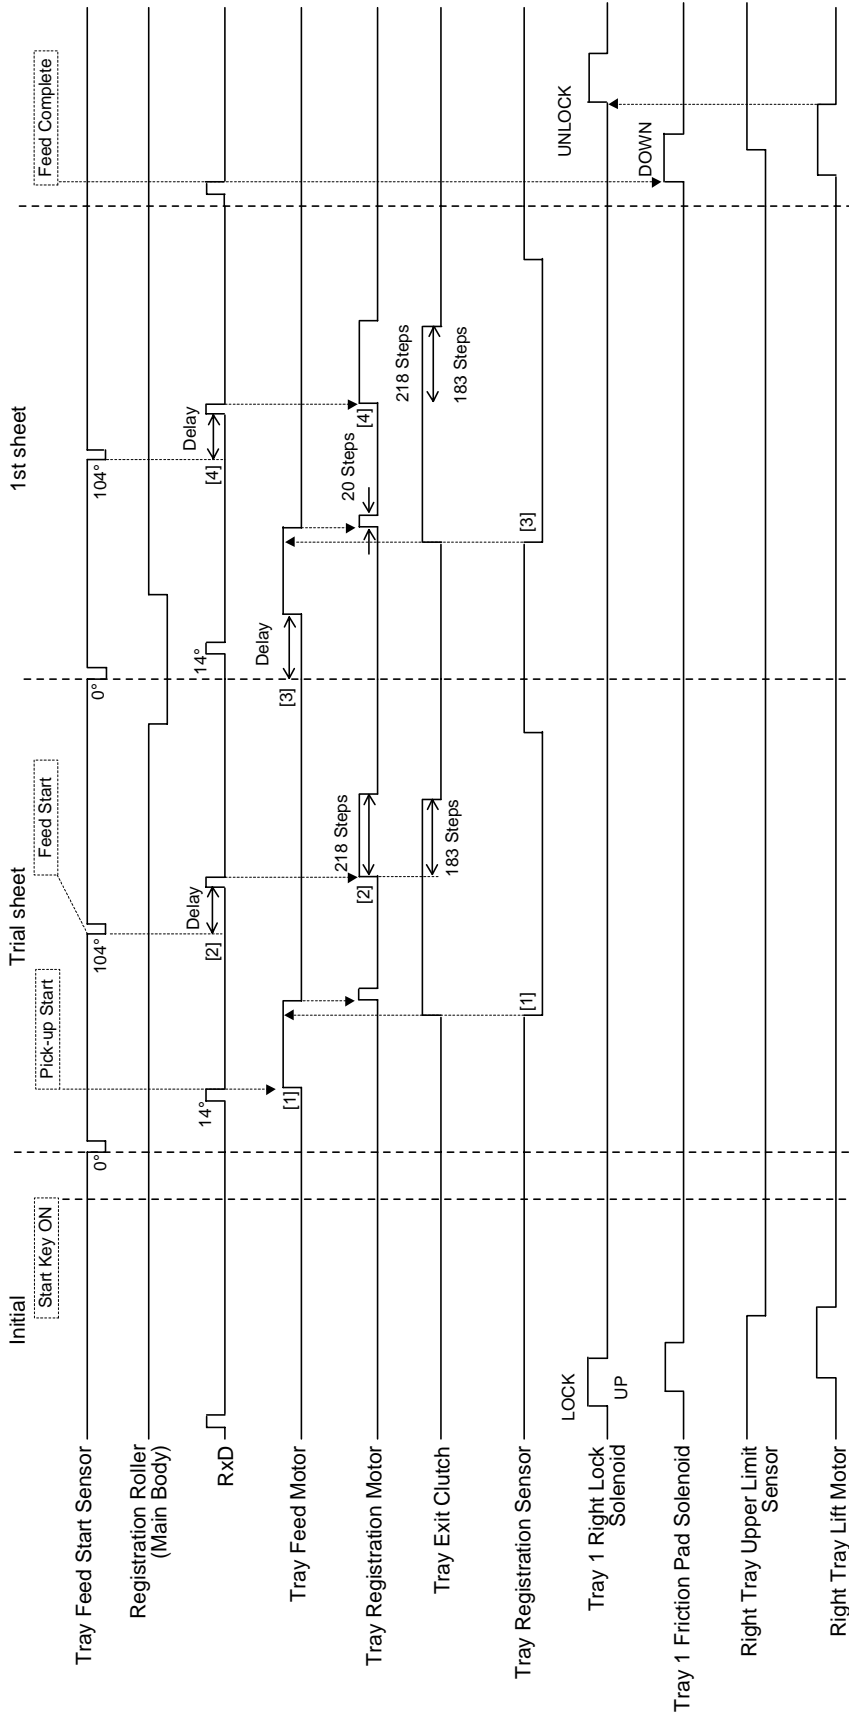 Initial
Trial sheet
1st sheet
Start Key ON
Pick-up Start
Feed Start
Feed Complete
Tray Feed Start Sensor
0°
104°
0°
104°
Registration Roller
(Main Body)
RxD
14°
[2]
Delay
14°
[4]
Delay
Tray Feed Motor
[1]
[3]
Delay
Tray Registration Motor
[2]
218 Steps
20 Steps
[4]
Tray Exit Clutch
183 Steps
218 Steps
183 Steps
Tray Registration Sensor
[1]
[3]
Tray 1 Right Lock
Solenoid
LOCK
UNLOCK
Tray 1 Friction Pad Solenoid
UP
DOWN
Right Tray Upper Limit
Sensor
Right Tray Lift Motor